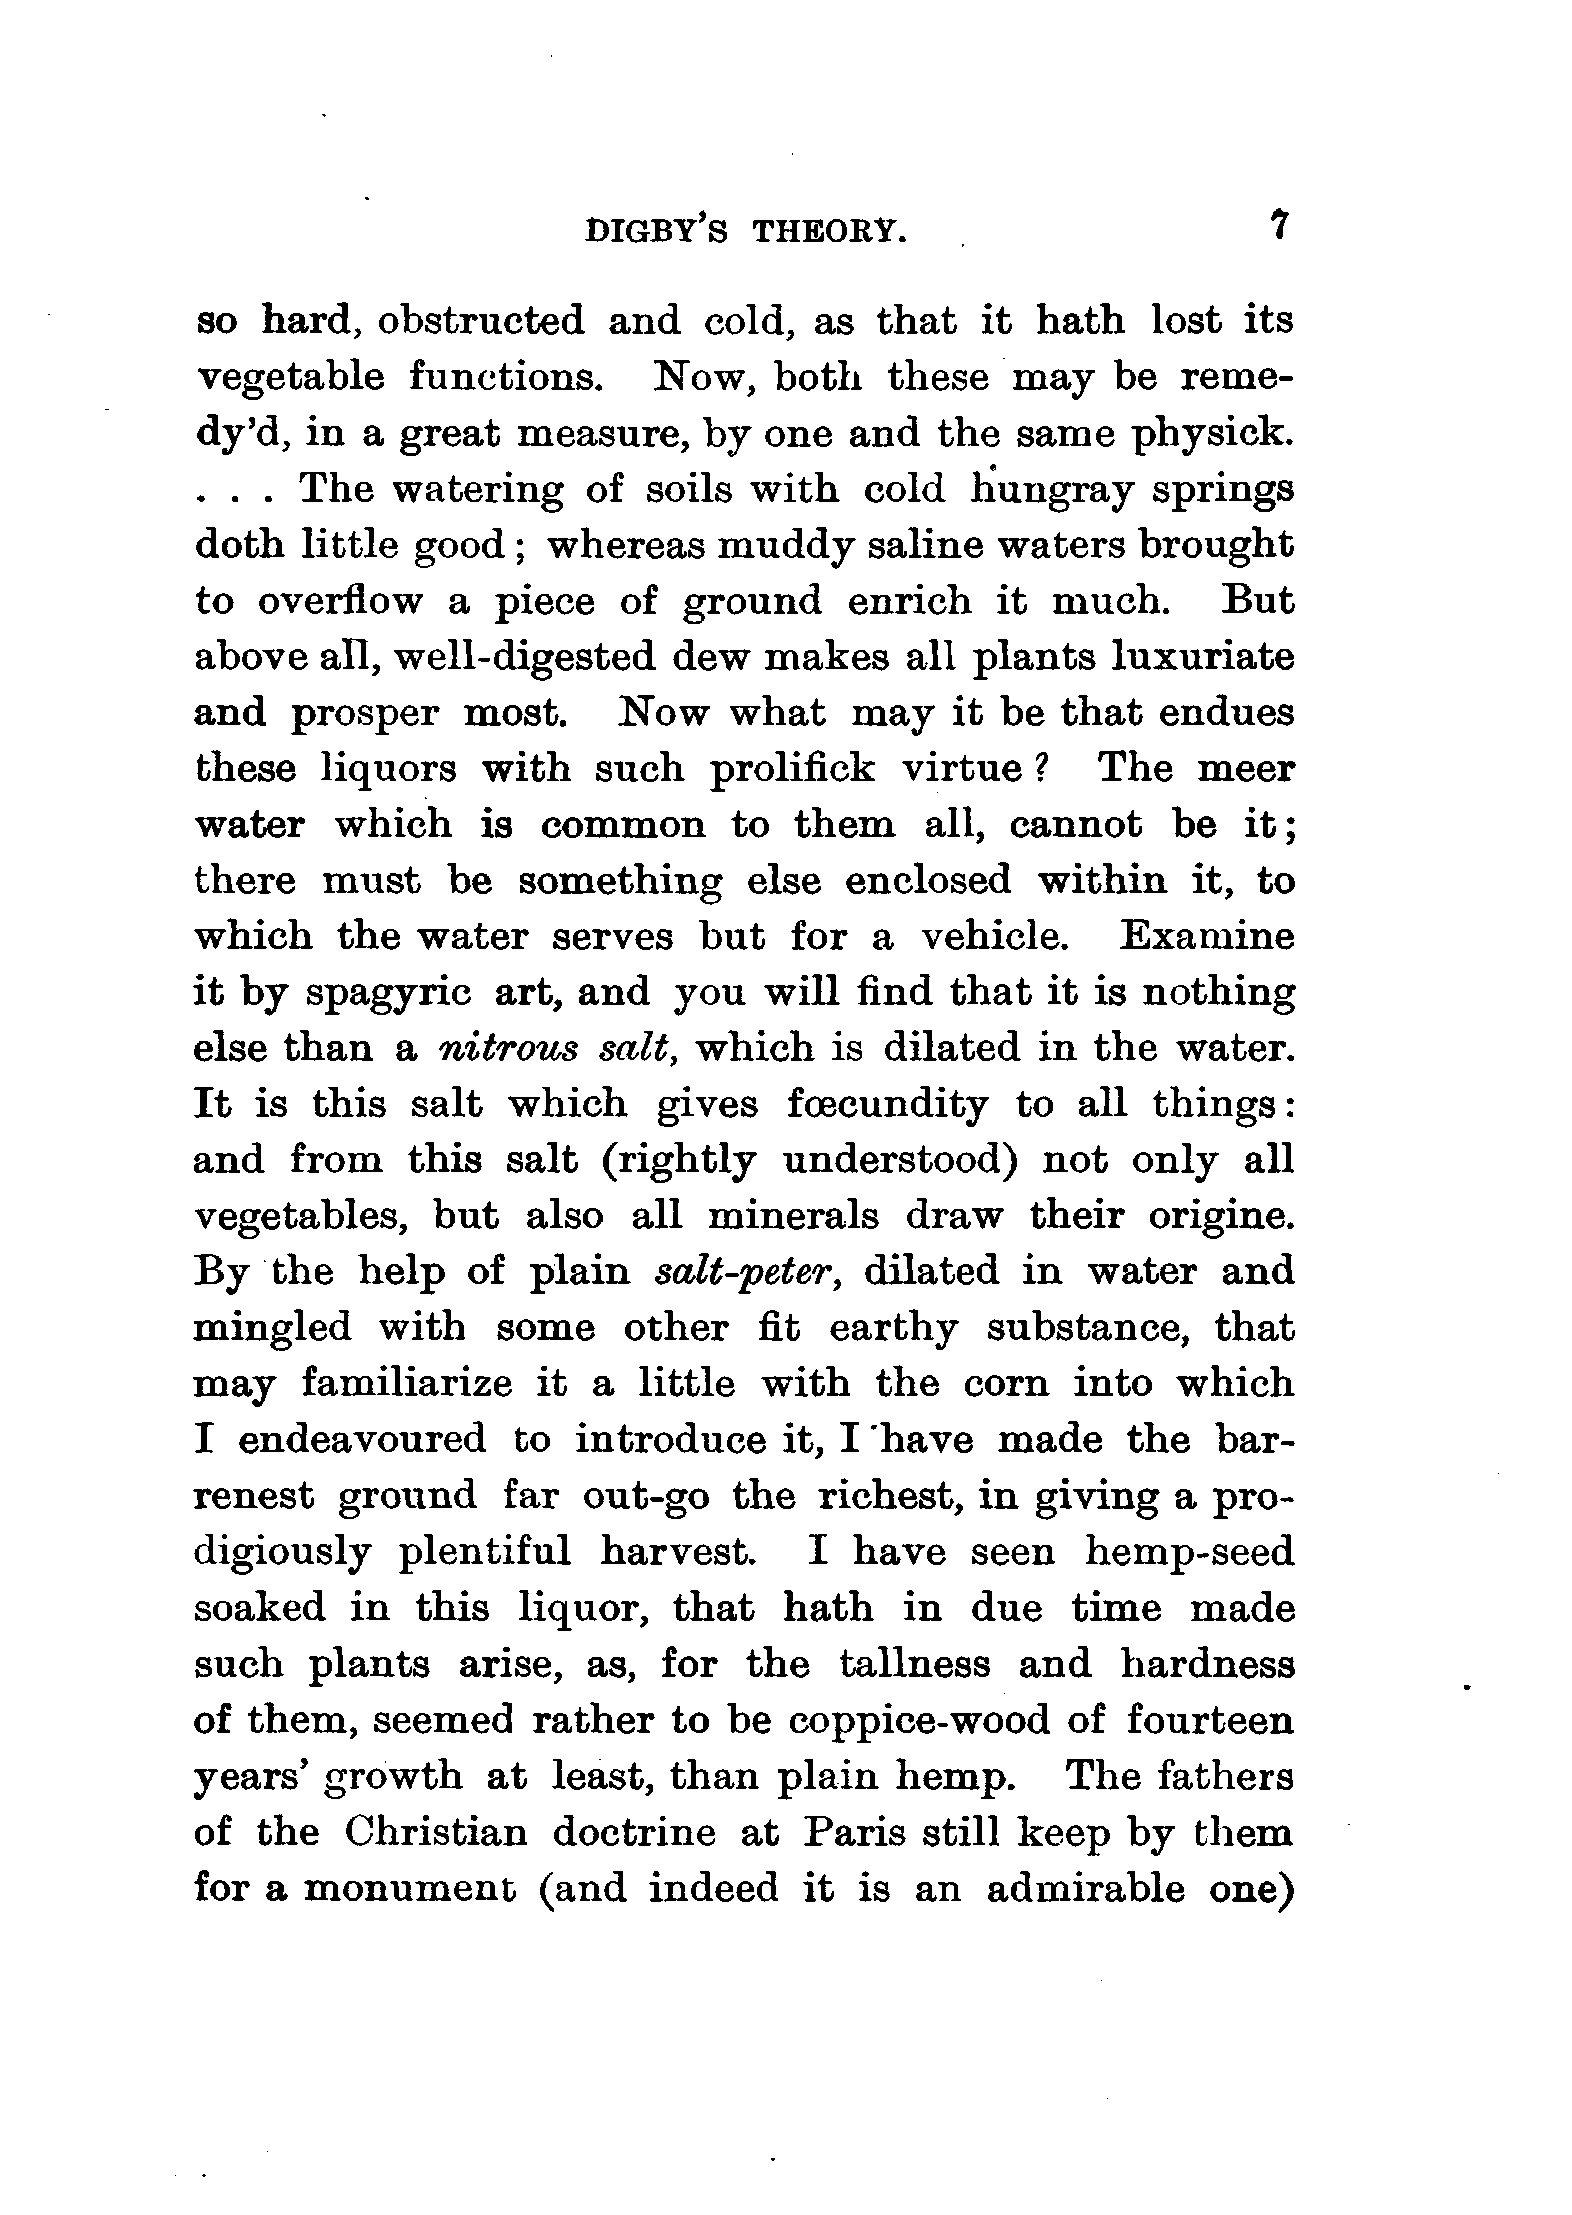 DIGBY'S THEORY. 7
so hard, obstructed and cold, as that it hath lost its
vegetable functions. Now, both these may be reme-
dy'd, in a great measure, by one and the same physick.
. . . The watering of soils with cold hungray springs
doth little good ; whereas muddy saline waters brought
to overflow a piece of ground enrich it much. But
above all, well-digested dew makes all plants luxuriate
and prosper most. Now what may it be that endues
these liquors with such prolifick virtue ? The meer
water which is common to them all, cannot be it ;
there must be something else enclosed within it, to
which the water serves but for a vehicle. Examine
it by spagyric art, and you will find that it is nothing
else than a nitrous salt, which is dilated in the water.
It is this salt which gives fœcundity to all things :
and from this salt (rightly understood) not only all
vegetables, but also all minerals draw their origine.
By the help of plain salt-peter, dilated in water and
mingled with some other fit earthy substance, that
may familiarize it a little with the corn into which
I endeavoured to introduce it, I have made the bar-
renest ground far out-go the richest, in giving a pro-
digiously plentiful harvest. I have seen hemp-seed
soaked in this liquor, that hath in due time made
such plants arise, as, for the tallness and hardness
of them, seemed rather to be coppice-wood of fourteen
years' growth at least, than plain hemp. The fathers
of the Christian doctrine at Paris still keep by them
for a monument (and indeed it is an admirable one)